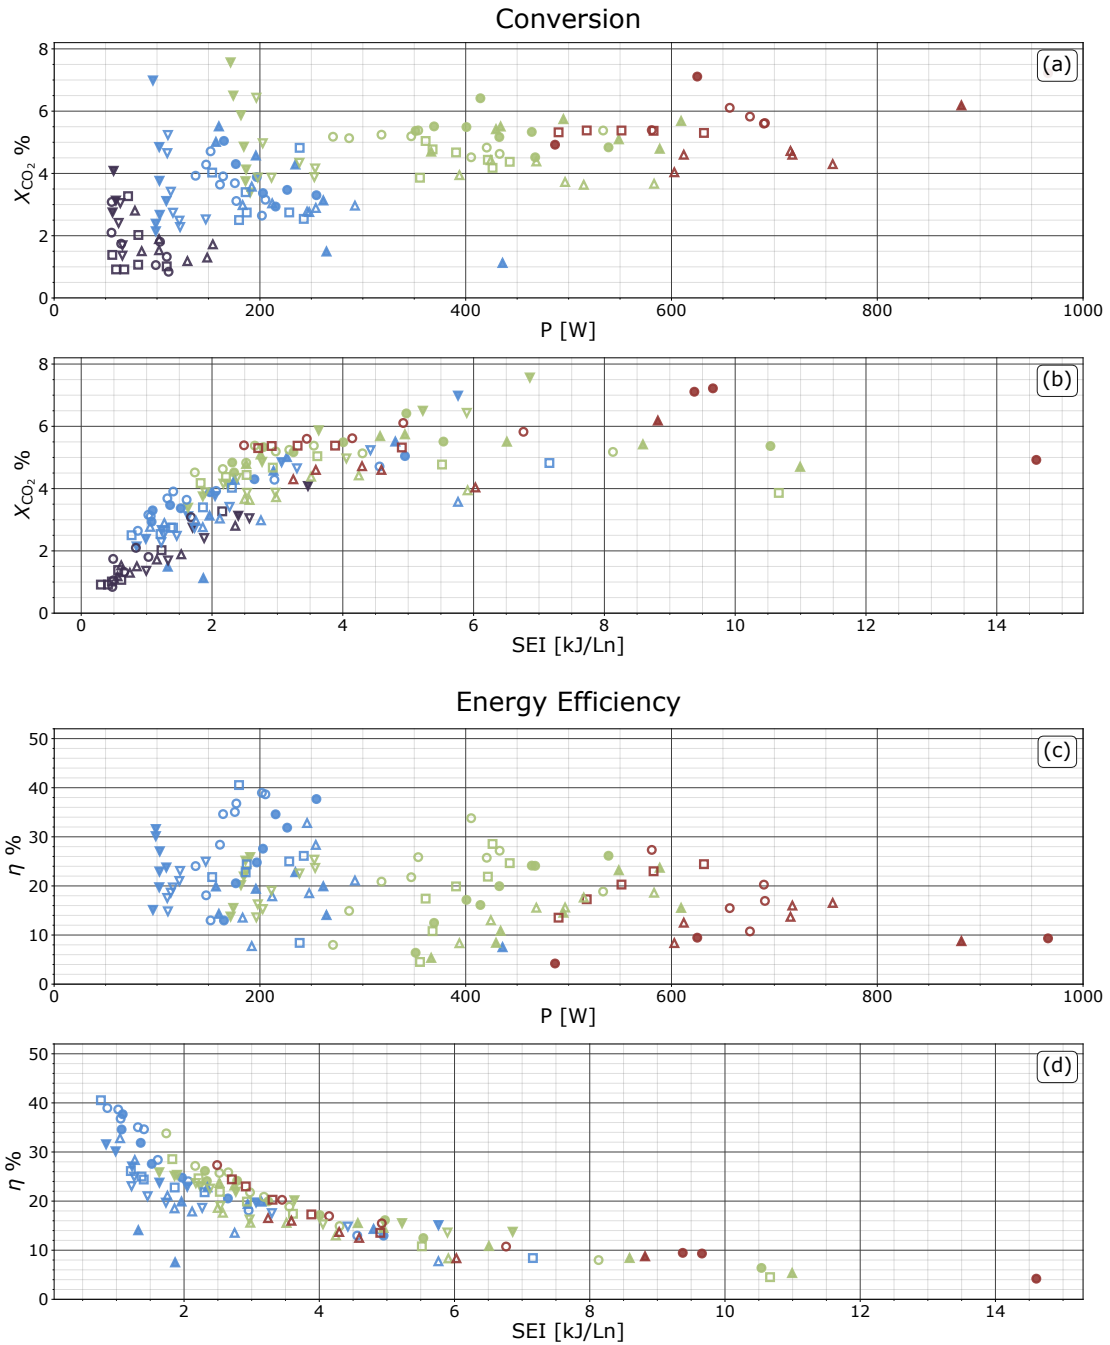 Conversion
(a)
8
6
4
2
0
X_CO₂ %
0 200 400 600 800 1000
P [W]
(b)
8
6
4
2
0
X_CO₂ %
0 2 4 6 8 10 12 14
SEI [kJ/Ln]
Energy Efficiency
(c)
50
40
30
20
10
0
η %
0 200 400 600 800 1000
P [W]
(d)
50
40
30
20
10
0
η %
2 4 6 8 10 12 14
SEI [kJ/Ln]